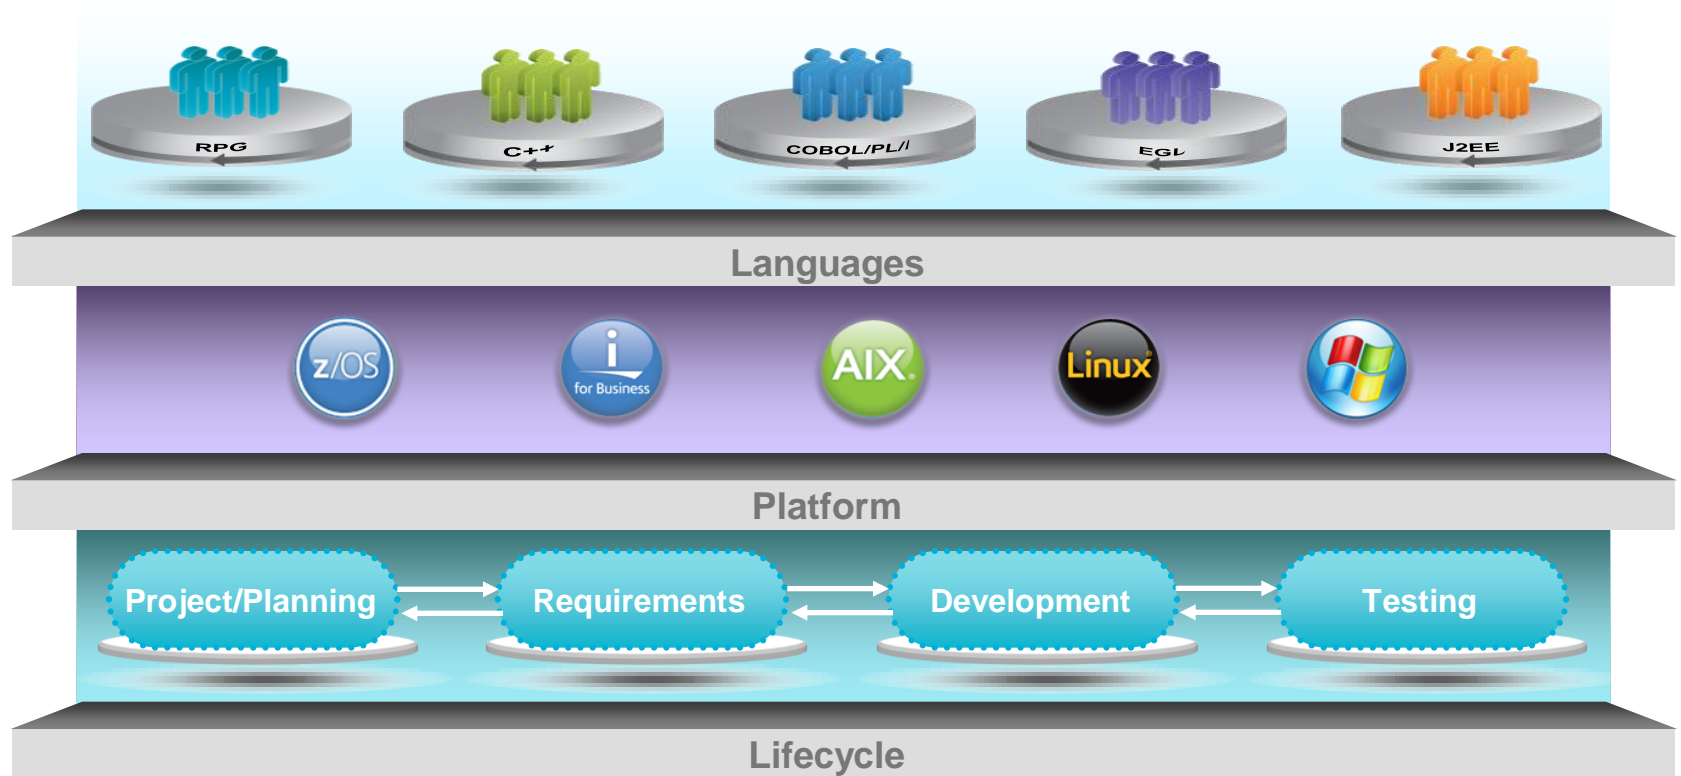 RPG
C++
COBOL/PL/I
EGL
J2EE
Languages
z/OS
i
for Business
AIX
Linux
Platform
Project/Planning
Requirements
Development
Testing
Lifecycle